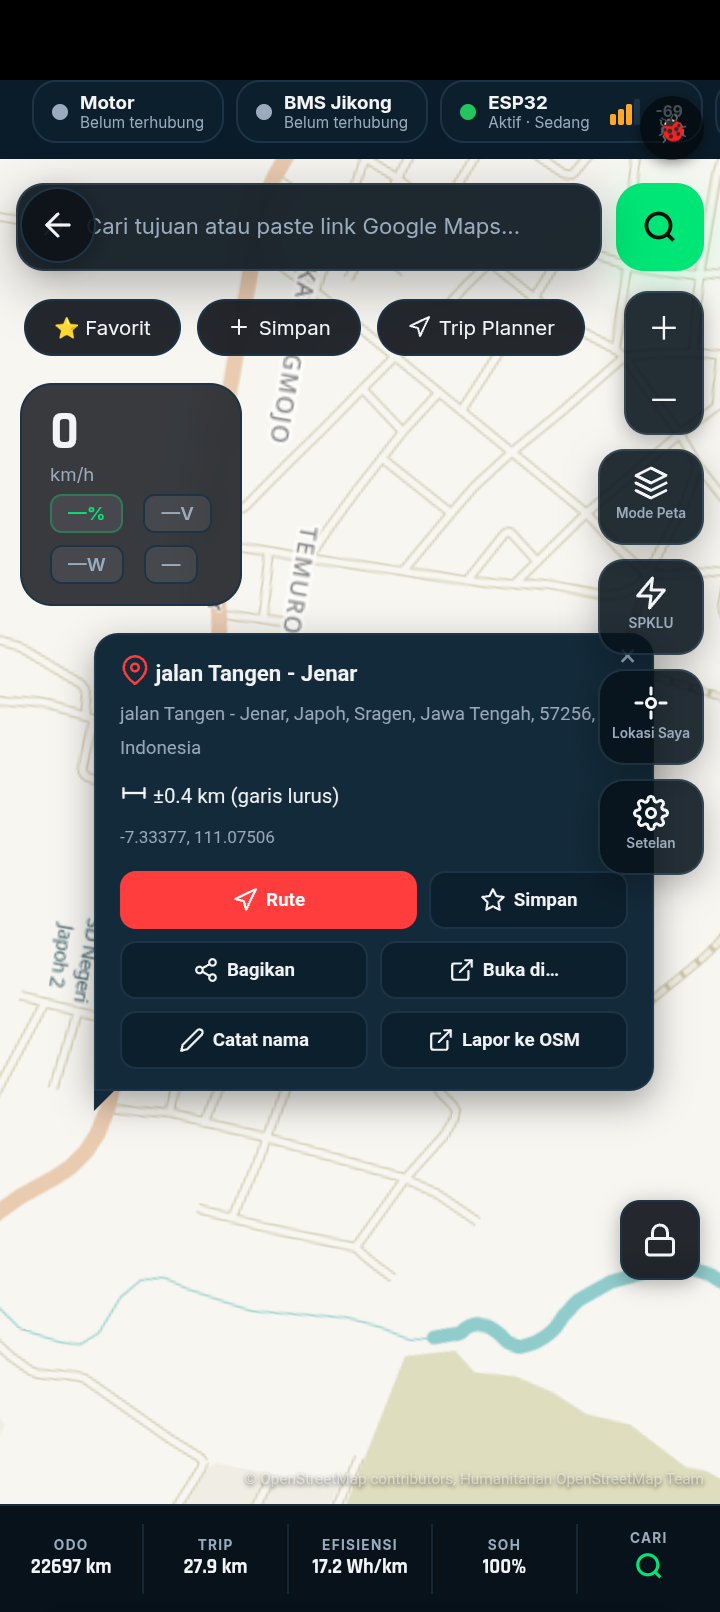 Motor
Belum terhubung
BMS Jikong
Belum terhubung
ESP32
Aktif · Sedang
-69
Cari tujuan atau paste link Google Maps...
Favorit
Simpan
Trip Planner
0
km/h
—%
—V
—W
—
GMOJO
TEMURO
Mode Peta
SPKLU
Lokasi Saya
Setelan
jalan Tangen - Jenar
jalan Tangen - Jenar, Japoh, Sragen, Jawa Tengah, 57256,
Indonesia
±0.4 km (garis lurus)
-7.33377, 111.07506
Rute
Simpan
Bagikan
Buka di...
Catat nama
Lapor ke OSM
SD Negeri
Japoh 2
© OpenStreetMap contributors, Humanitarian OpenStreetMap Team
ODO
22697 km
TRIP
27.9 km
EFISIENSI
17.2 Wh/km
SOH
100%
CARI